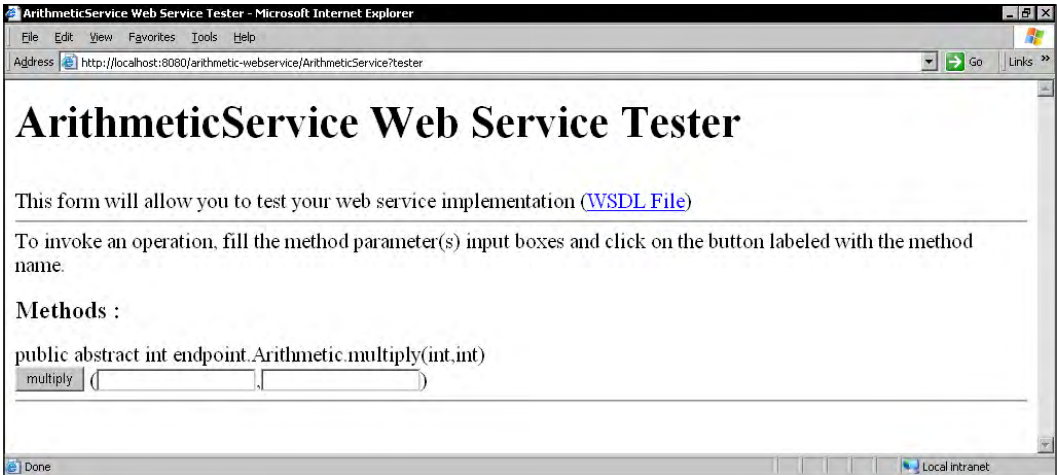 ArithmeticService Web Service Tester - Microsoft Internet Explorer
File Edit View Favorites Tools Help
Address http://localhost:8080/arithmetic-webservice/ArithmeticService?tester Go Links »
ArithmeticService Web Service Tester
This form will allow you to test your web service implementation (WSDL File)
To invoke an operation, fill the method parameter(s) input boxes and click on the button labeled with the method
name.
Methods :
public abstract int endpoint.Arithmetic.multiply(int,int)
multiply ( , )
Done Local intranet